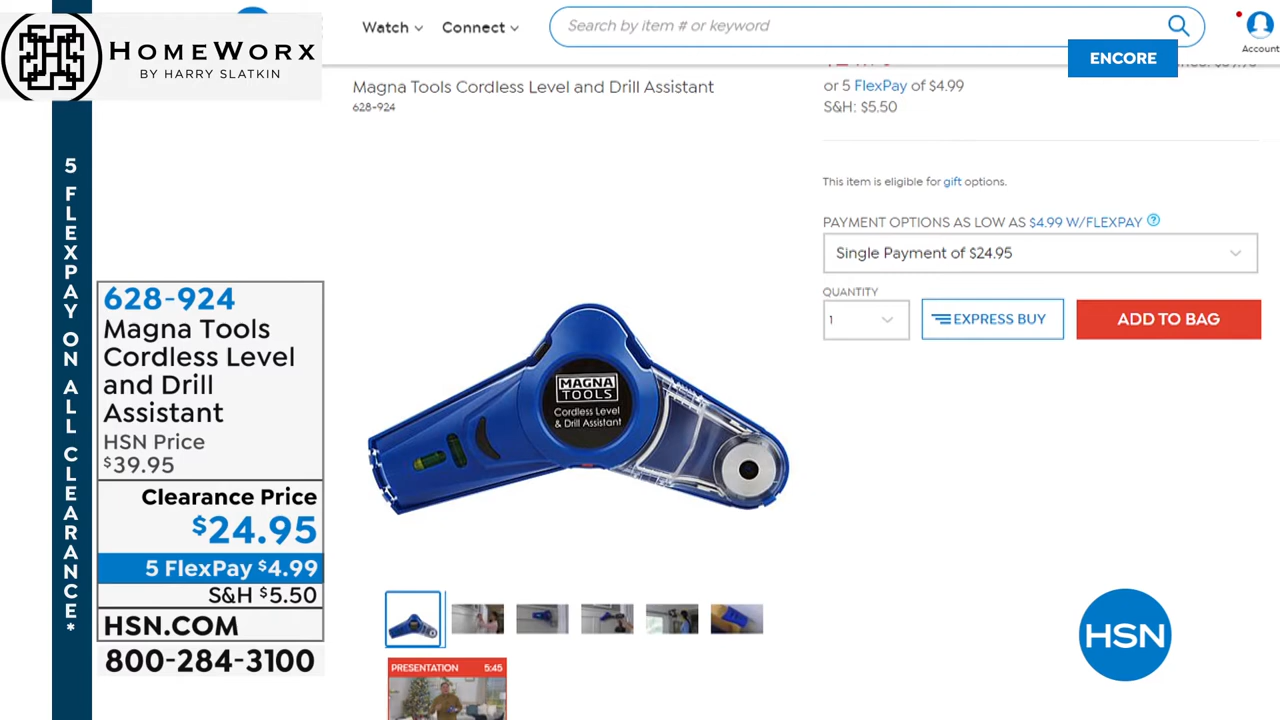 HOMEWORX
BY HARRY SLATKIN
Watch
Connect
Search by item # or keyword
Account
ENCORE
Magna Tools Cordless Level and Drill Assistant
628-924
or 5 FlexPay of $4.99
S&H: $5.50
This item is eligible for gift options.
PAYMENT OPTIONS AS LOW AS $4.99 W/FLEXPAY ?
Single Payment of $24.95
QUANTITY
1
EXPRESS BUY
ADD TO BAG
5 FLEXPAY ON ALL CLEARANCE*
628-924
Magna Tools
Cordless Level
and Drill
Assistant
HSN Price
$39.95
Clearance Price
$24.95
5 FlexPay $4.99
S&H $5.50
HSN.COM
800-284-3100
MAGNA
TOOLS
Cordless Level
& Drill Assistant
PRESENTATION 5:45
HSN